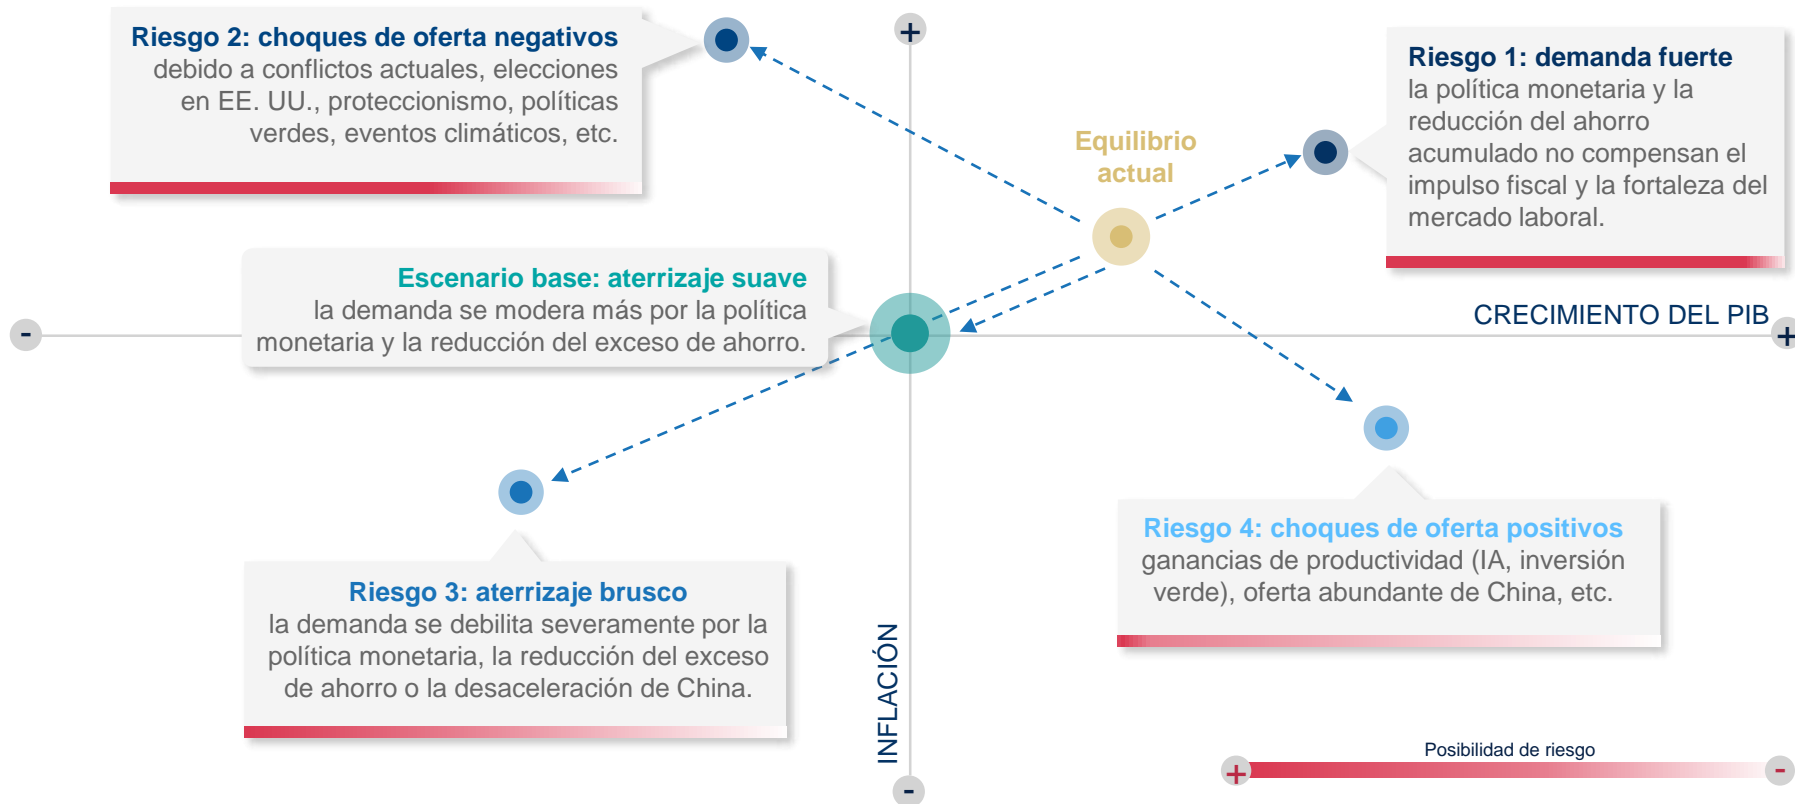 Riesgo 2: choques de oferta negativos
debido a conflictos actuales, elecciones
en EE. UU., proteccionismo, políticas
verdes, eventos climáticos, etc.
+
Riesgo 1: demanda fuerte
la política monetaria y la
reducción del ahorro
acumulado no compensan el
impulso fiscal y la fortaleza del
mercado laboral.
Equilibrio
actual
Escenario base: aterrizaje suave
la demanda se modera más por la política
monetaria y la reducción del exceso de ahorro.
-
CRECIMIENTO DEL PIB
+
Riesgo 3: aterrizaje brusco
la demanda se debilita severamente por la
política monetaria, la reducción del exceso
de ahorro o la desaceleración de China.
Riesgo 4: choques de oferta positivos
ganancias de productividad (IA, inversión
verde), oferta abundante de China, etc.
INFLACIÓN
-
Posibilidad de riesgo
+
-